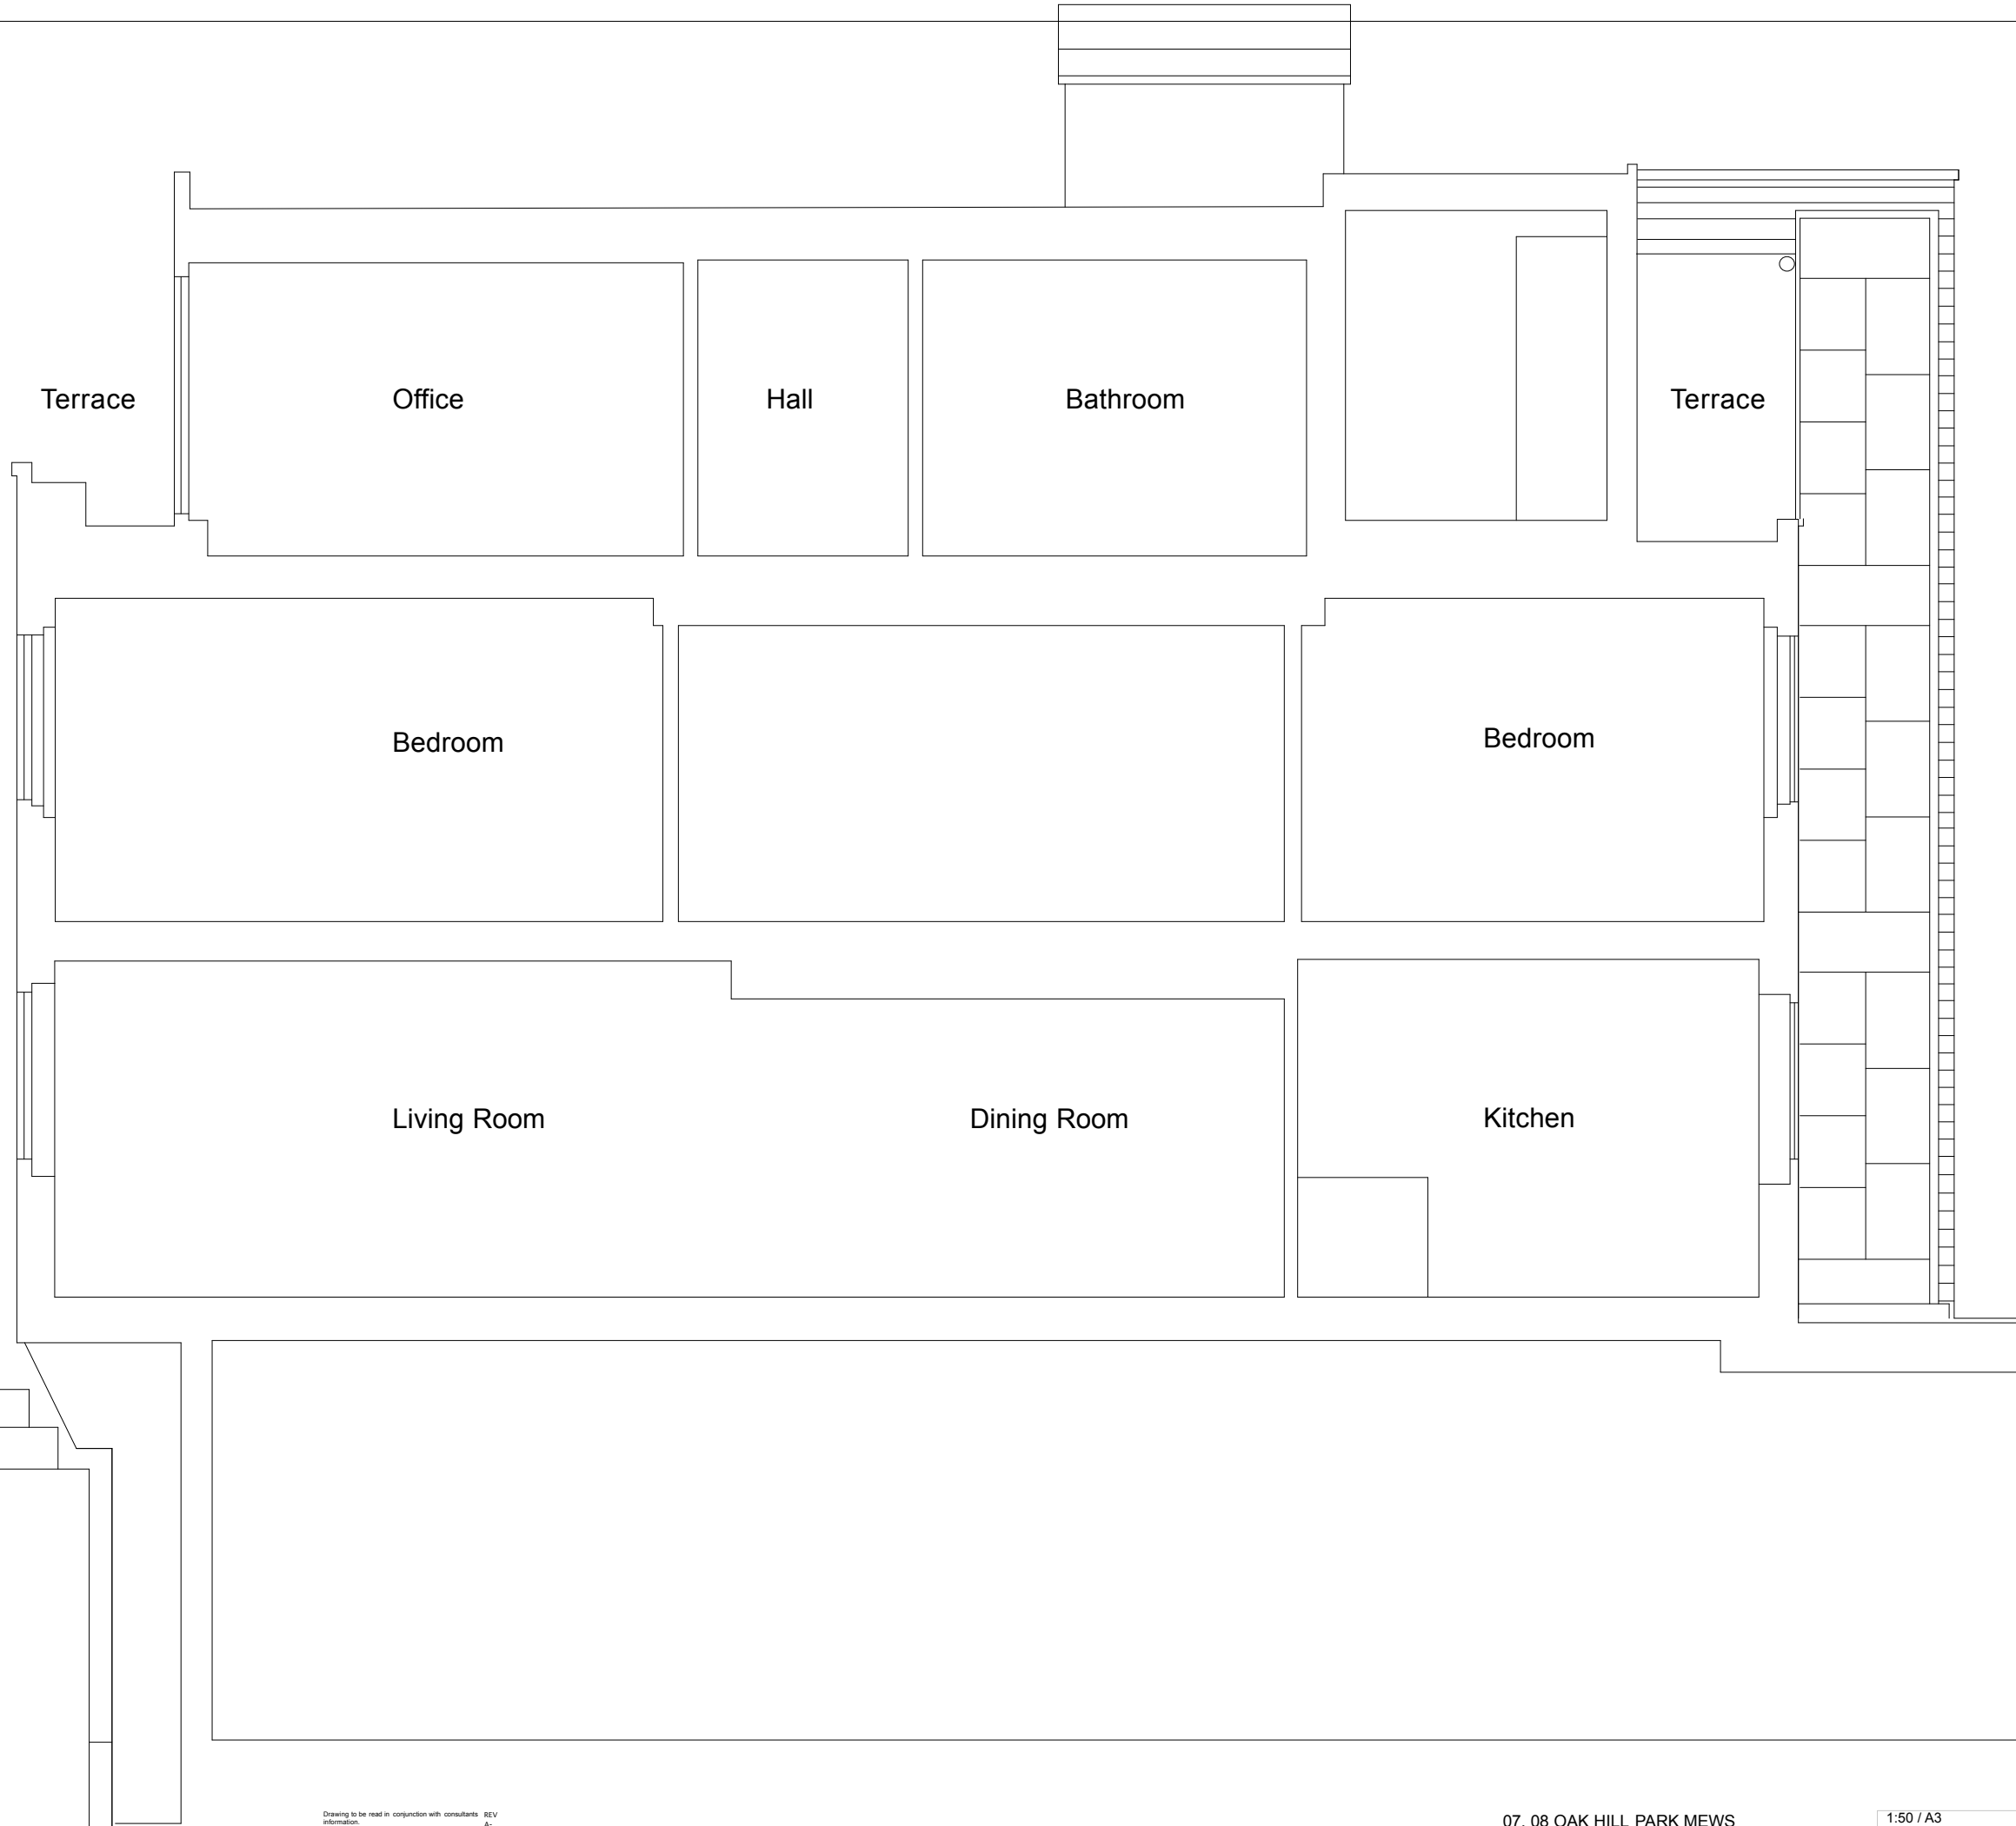 Terrace
Office
Hall
Bathroom
Terrace
Bedroom
Bedroom
Living Room
Dining Room
Kitchen
Drawing to be read in conjunction with consultants
information.
REV
A-
07, 08 OAK HILL PARK MEWS
1:50 / A3